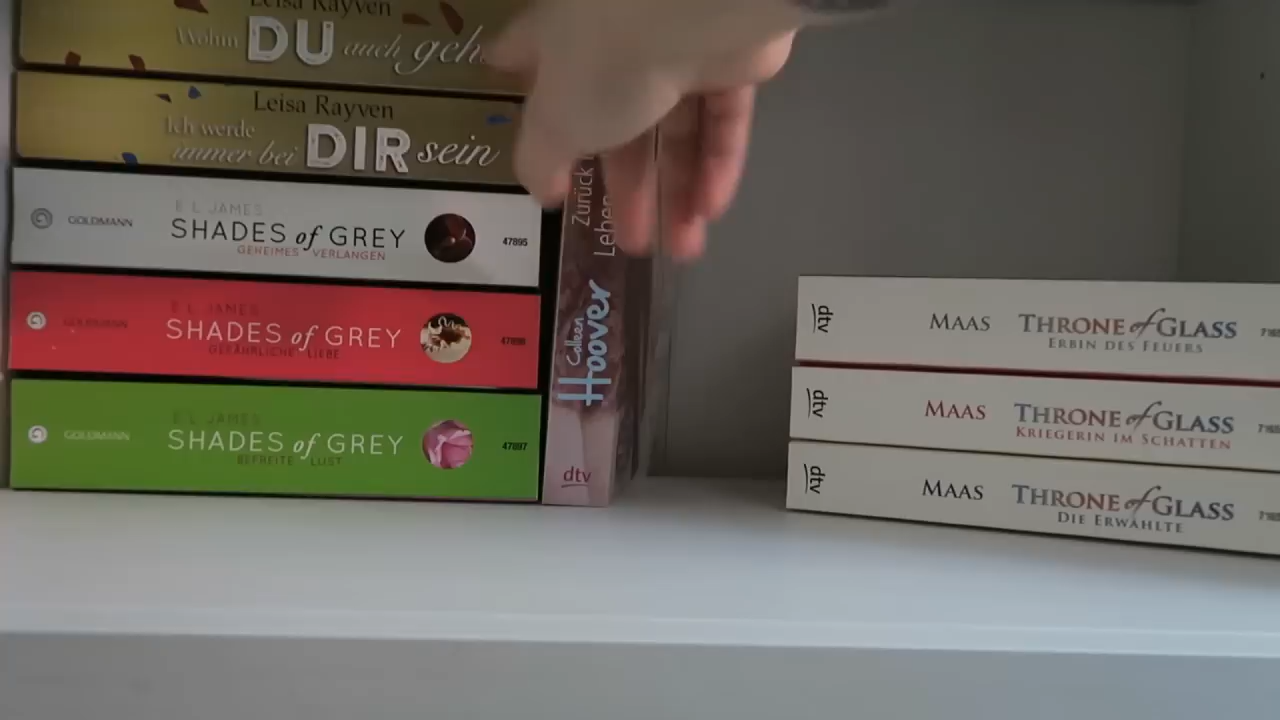 Leisa Rayven
Wohin DU auch gehst
Leisa Rayven
Ich werde
immer bei DIR sein
E L JAMES
GOLDMANN
SHADES of GREY
GEHEIMES VERLANGEN
47895
E L JAMES
GOLDMANN
SHADES of GREY
GEFÄHRLICHE LIEBE
E L JAMES
GOLDMANN
SHADES of GREY
BEFREITE LUST
47897
Zurück
Leben
Colleen
Hoover
dtv
dtv
MAAS
THRONE of GLASS
ERBIN DES FEUERS
dtv
MAAS
THRONE of GLASS
KRIEGERIN IM SCHATTEN
dtv
MAAS
THRONE of GLASS
DIE ERWÄHLTE